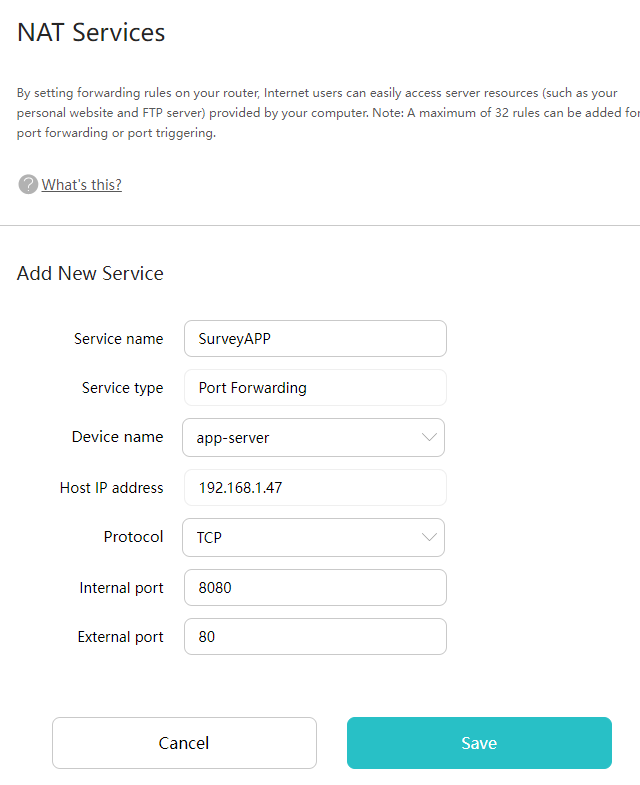 NAT Services
By setting forwarding rules on your router, Internet users can easily access server resources (such as your
personal website and FTP server) provided by your computer. Note: A maximum of 32 rules can be added for
port forwarding or port triggering.
? What's this?
Add New Service
Service name SurveyAPP
Service type Port Forwarding
Device name app-server
Host IP address 192.168.1.47
Protocol TCP
Internal port 8080
External port 80
Cancel Save